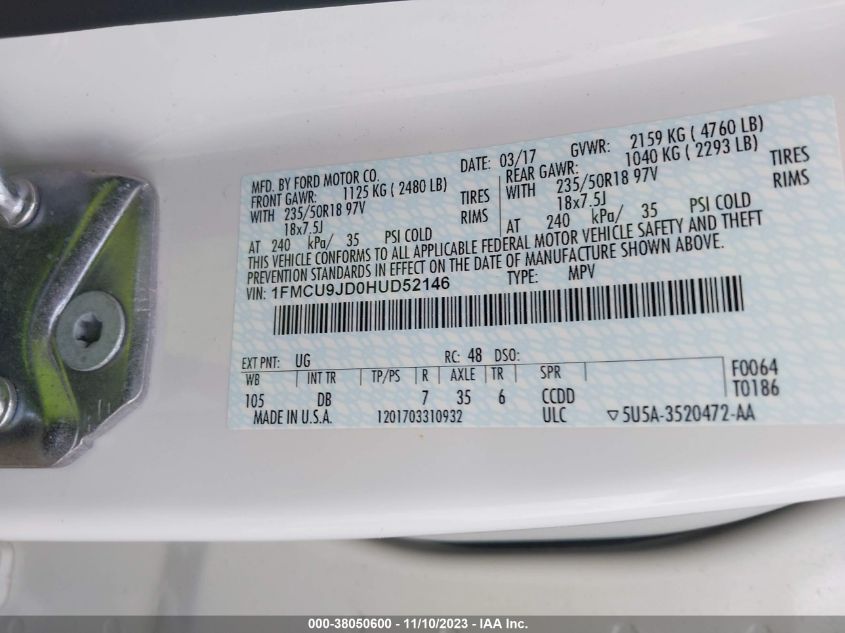 MFD. BY FORD MOTOR CO. DATE: 03/17 GVWR: 2159 KG ( 4760 LB)
FRONT GAWR: 1125 KG ( 2480 LB) REAR GAWR: 1040 KG ( 2293 LB)
WITH 235/50R18 97V TIRES WITH 235/50R18 97V TIRES
18x7.5J RIMS 18x7.5J RIMS
AT 240 kPa/ 35 PSI COLD AT 240 kPa/ 35 PSI COLD
THIS VEHICLE CONFORMS TO ALL APPLICABLE FEDERAL MOTOR VEHICLE SAFETY AND THEFT
PREVENTION STANDARDS IN EFFECT ON THE DATE OF MANUFACTURE SHOWN ABOVE.
VIN: 1FMCU9JD0HUD52146 TYPE: MPV
EXT PNT: UG RC: 48 DSO:
WB INT TR TP/PS R AXLE TR SPR F0064
105 DB 7 35 6 CCDD T0186
MADE IN U.S.A. 1201703310932 ULC ▽5U5A-3520472-AA
000-38050600 - 11/10/2023 - IAA Inc.